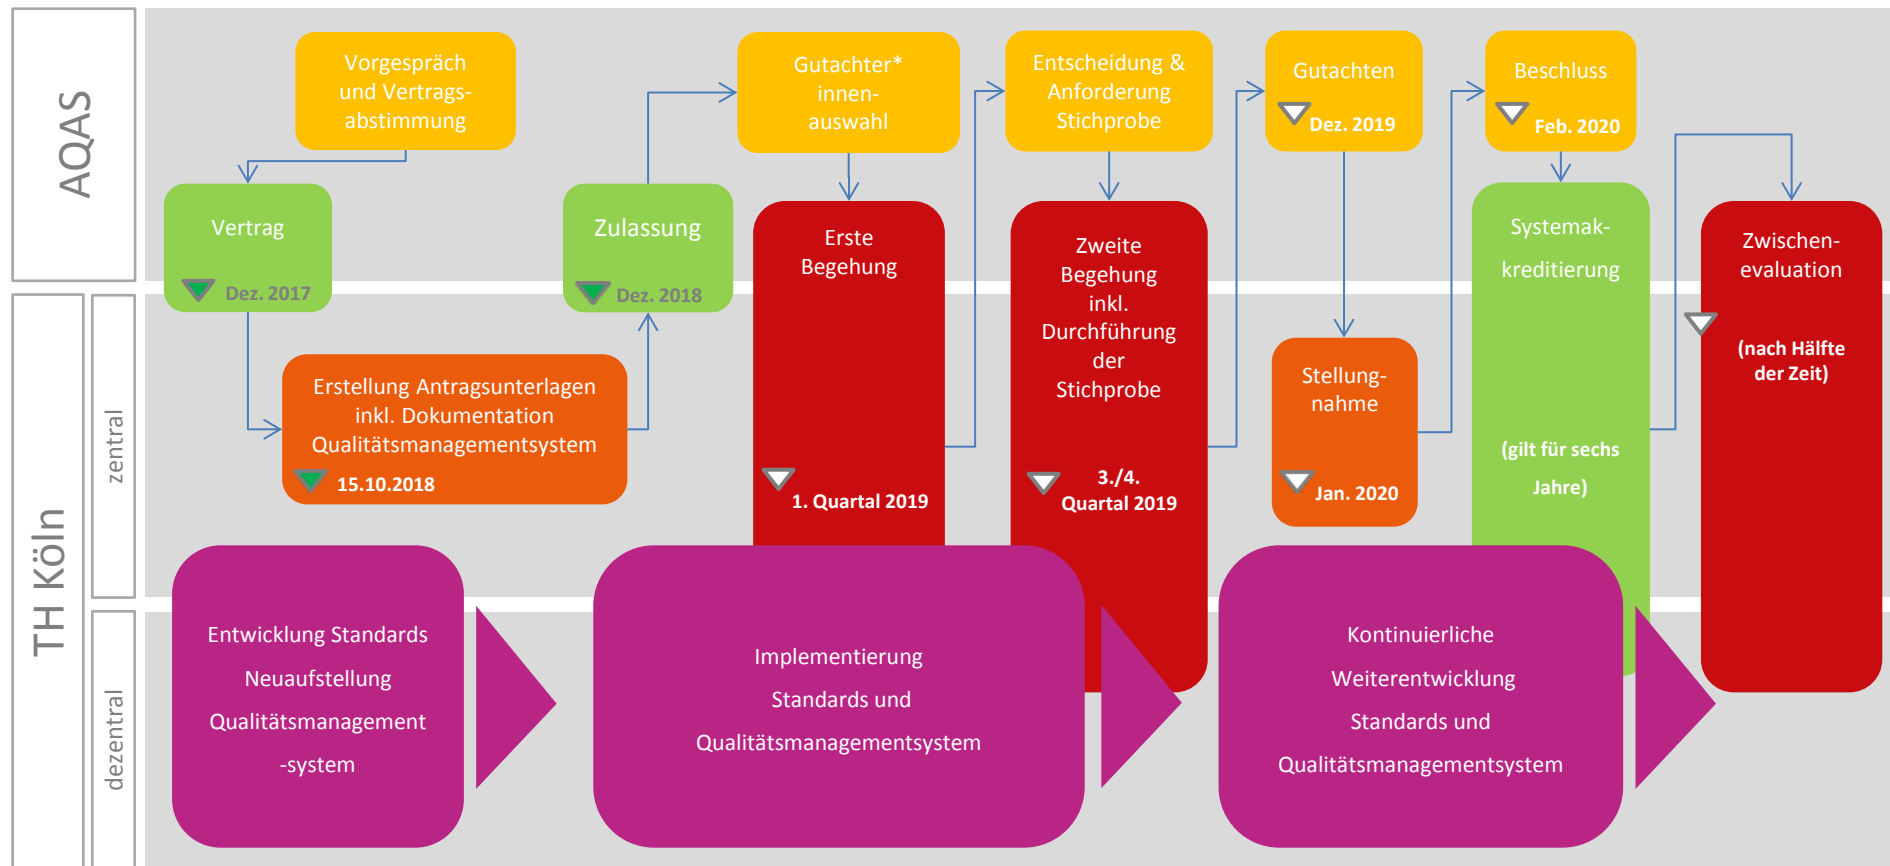 AQAS
TH Köln
zentral
dezentral
Vorgespräch
und Vertrags-
abstimmung
Vertrag
Dez. 2017
Erstellung Antragsunterlagen
inkl. Dokumentation
Qualitätsmanagementsystem
15.10.2018
Zulassung
Dez. 2018
Gutachter*
innen-
auswahl
Erste
Begehung
1. Quartal 2019
Entscheidung &
Anforderung
Stichprobe
Zweite
Begehung
inkl.
Durchführung
der
Stichprobe
3./4.
Quartal 2019
Gutachten
Dez. 2019
Stellung-
nahme
Jan. 2020
Beschluss
Feb. 2020
Systemak-
kreditierung
(gilt für sechs
Jahre)
Zwischen-
evaluation
(nach Hälfte
der Zeit)
Entwicklung Standards
Neuaufstellung
Qualitätsmanagement
-system
Implementierung
Standards und
Qualitätsmanagementsystem
Kontinuierliche
Weiterentwicklung
Standards und
Qualitätsmanagementsystem